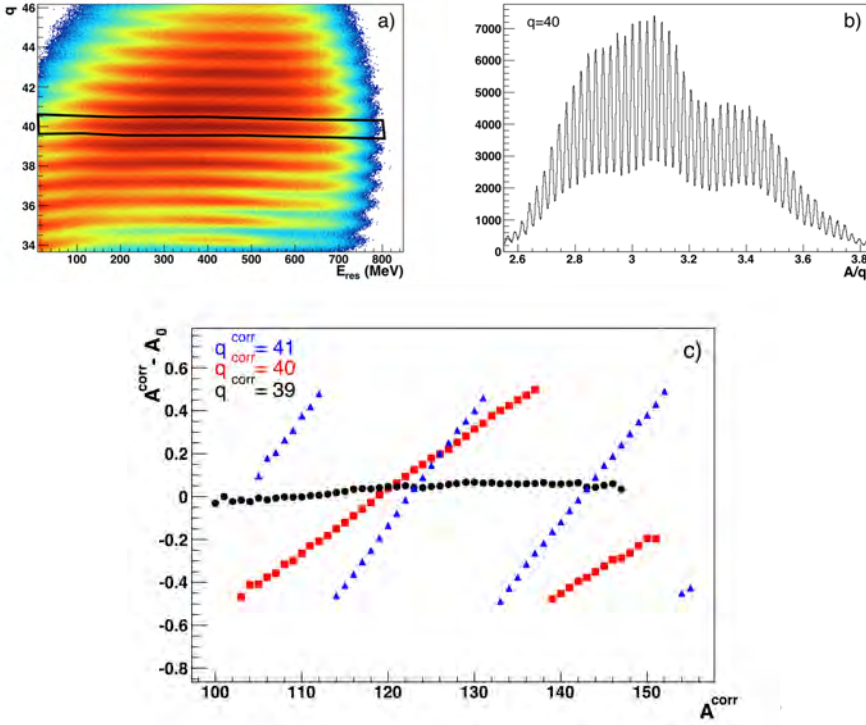 a)
q
46
44
42
40
38
36
34
100 200 300 400 500 600 700 800
E_res (MeV)
b)
q=40
7000
6000
5000
4000
3000
2000
1000
0
2.6 2.8 3 3.2 3.4 3.6 3.8
A/q
c)
q^corr = 41
q^corr = 40
q^corr = 39
A^corr - A_0
0.6
0.4
0.2
0
-0.2
-0.4
-0.6
-0.8
100 110 120 130 140 150
A^corr